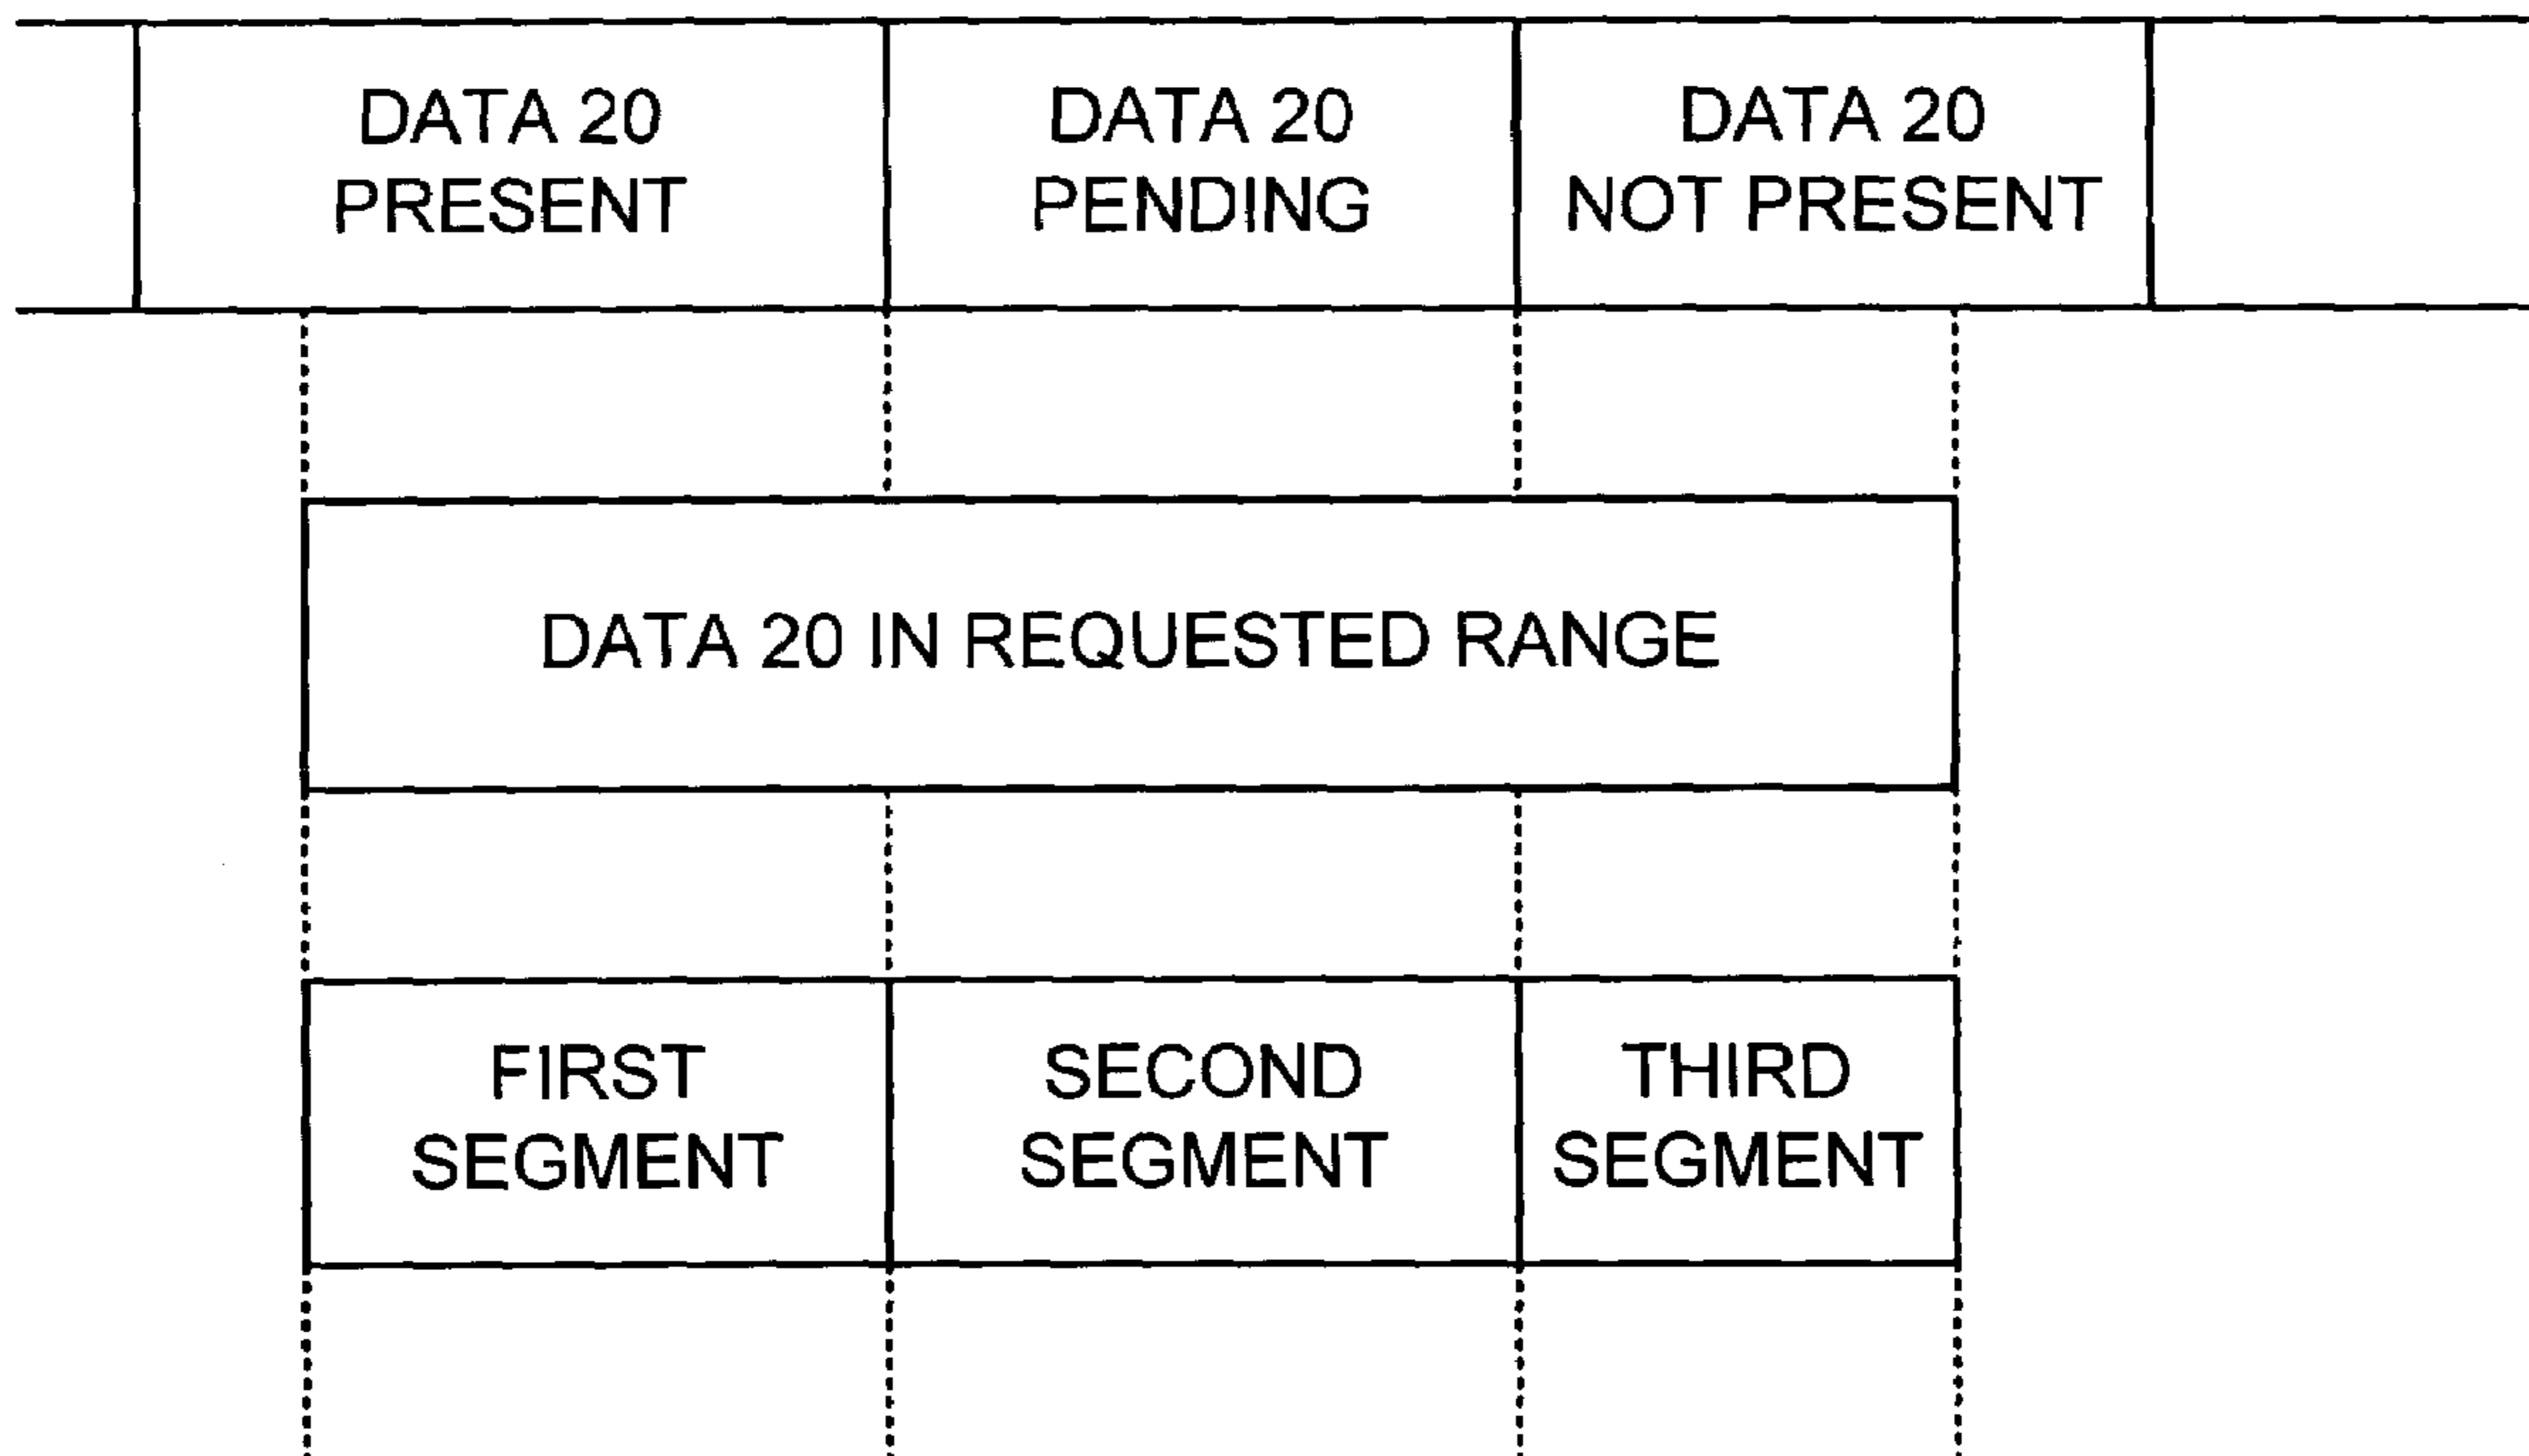 DATA 20
PRESENT
DATA 20
PENDING
DATA 20
NOT PRESENT
DATA 20 IN REQUESTED RANGE
FIRST
SEGMENT
SECOND
SEGMENT
THIRD
SEGMENT